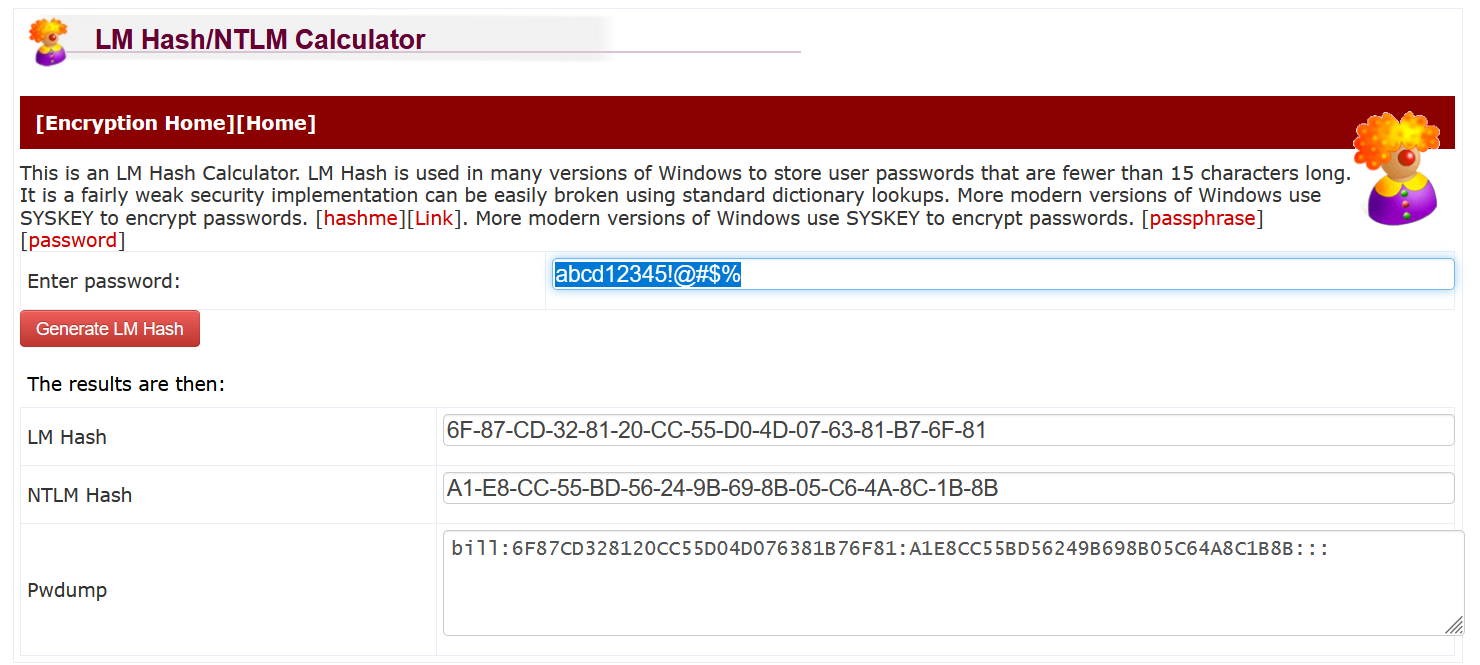 LM Hash/NTLM Calculator
[Encryption Home][Home]
This is an LM Hash Calculator. LM Hash is used in many versions of Windows to store user passwords that are fewer than 15 characters long.
It is a fairly weak security implementation can be easily broken using standard dictionary lookups. More modern versions of Windows use
SYSKEY to encrypt passwords. [hashme][Link]. More modern versions of Windows use SYSKEY to encrypt passwords. [passphrase]
[password]
Enter password: abcd12345!@#$%
Generate LM Hash
The results are then:
LM Hash 6F-87-CD-32-81-20-CC-55-D0-4D-07-63-81-B7-6F-81
NTLM Hash A1-E8-CC-55-BD-56-24-9B-69-8B-05-C6-4A-8C-1B-8B
bill:6F87CD328120CC55D04D076381B76F81:A1E8CC55BD56249B698B05C64A8C1B8B:::
Pwdump